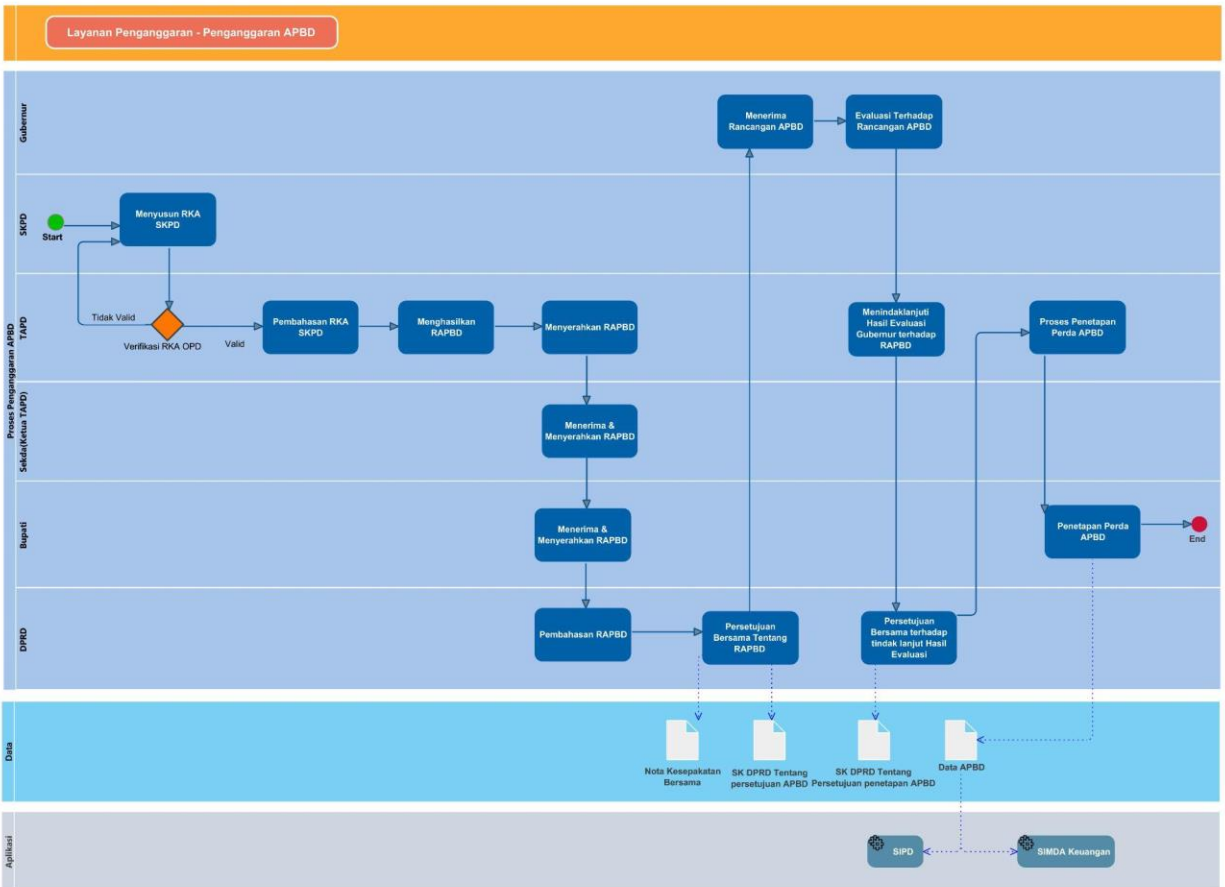 Layanan Penganggaran - Penganggaran APBD
Proses Penganggaran APBD
Gubernur
Menerima
Rancangan APBD
Evaluasi Terhadap
Rancangan APBD
SKPD
Start
Menyusun RKA
SKPD
TAPD
Tidak Valid
Verifikasi RKA OPD
Valid
Pembahasan RKA
SKPD
Menghasilkan
RAPBD
Menyerahkan RAPBD
Menindaklanjuti
Hasil Evaluasi
Gubernur terhadap
RAPBD
Proses Penetapan
Perda APBD
Sekda(Ketua TAPD)
Menerima &
Menyerahkan RAPBD
Bupati
Menerima &
Menyerahkan RAPBD
Penetapan Perda
APBD
End
DPRD
Pembahasan RAPBD
Persetujuan
Bersama Tentang
RAPBD
Persetujuan
Bersama terhadap
tindak lanjut Hasil
Evaluasi
Data
Nota Kesepakatan
Bersama
SK DPRD Tentang
persetujuan APBD
SK DPRD Tentang
Persetujuan penetapan APBD
Data APBD
Aplikasi
SIPD
SIMDA Keuangan